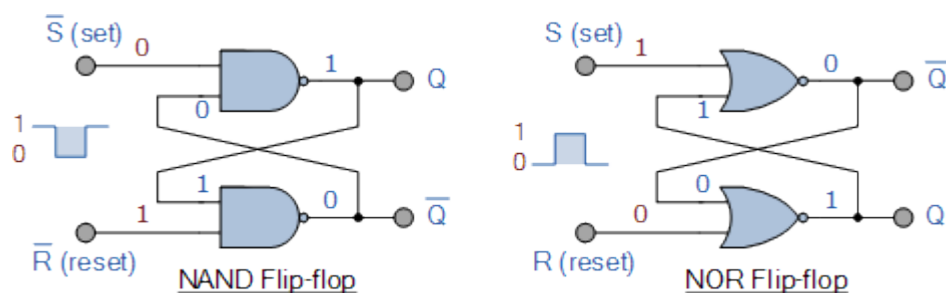 S̅ (set)
0
1
Q
0
1
0
1
1
0
Q̅
R̅ (reset)
NAND Flip-flop
S (set)
1
0
Q̅
1
1
0
0
0
1
Q
R (reset)
NOR Flip-flop